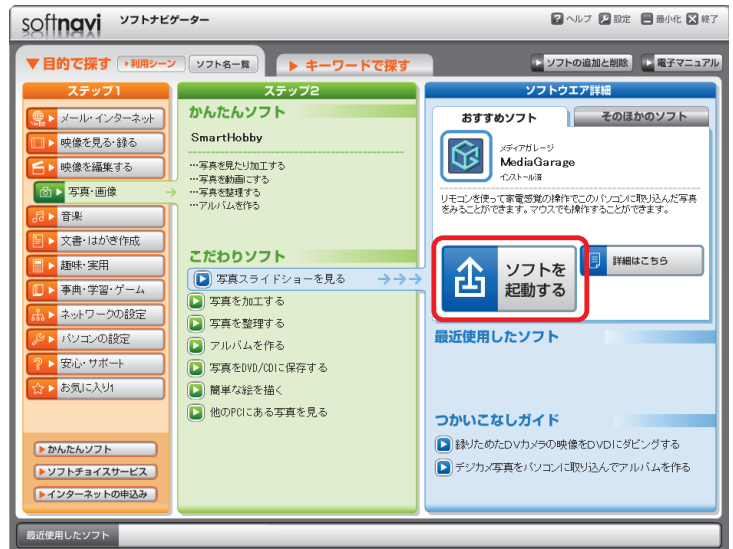 softnavi ソフトナビゲーター
ヘルプ 設定 最小化 終了
目的で探す 利用シーン ソフト名一覧 キーワードで探す ソフトの追加と削除 電子マニュアル
ステップ1
メール・インターネット
映像を見る・録る
映像を編集する
写真・画像
音楽
文書・はがき作成
趣味・実用
事典・学習・ゲーム
ネットワークの設定
パソコンの設定
安心・サポート
お気に入り1
かんたんソフト
ソフトチョイスサービス
インターネットの申込み
ステップ2
かんたんソフト
SmartHobby
…写真を見たり加工する
…写真を動画にする
…写真を整理する
…アルバムを作る
こだわりソフト
写真スライドショーを見る
写真を加工する
写真を整理する
アルバムを作る
写真をDVD/CDに保存する
簡単な絵を描く
他のPCにある写真を見る
ソフトウエア詳細
おすすめソフト そのほかのソフト
メディアガレージ
MediaGarage
インストール済
リモコンを使って家電感覚の操作でこのパソコンに取り込んだ写真
をみることができます。マウスでも操作することができます。
ソフトを
起動する
詳細はこちら
最近使用したソフト
つかいこなしガイド
録りためたDVカメラの映像をDVDにダビングする
デジカメ写真をパソコンに取り込んでアルバムを作る
最近使用したソフト